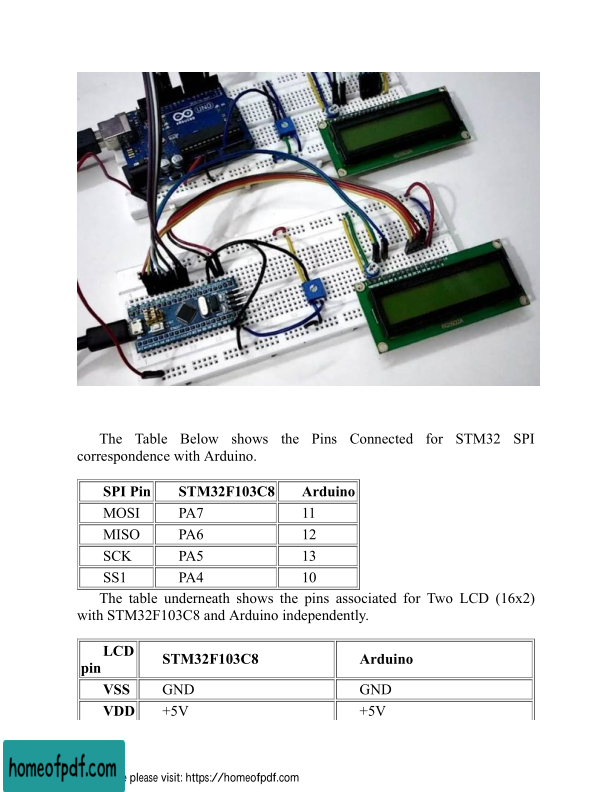 The Table Below shows the Pins Connected for STM32 SPI
correspondence with Arduino.
SPI Pin STM32F103C8 Arduino
MOSI PA7 11
MISO PA6 12
SCK PA5 13
SS1 PA4 10
The table underneath shows the pins associated for Two LCD (16x2)
with STM32F103C8 and Arduino independently.
LCD
pin STM32F103C8 Arduino
VSS GND GND
VDD +5V +5V
homeofpdf.com
please visit: https://homeofpdf.com